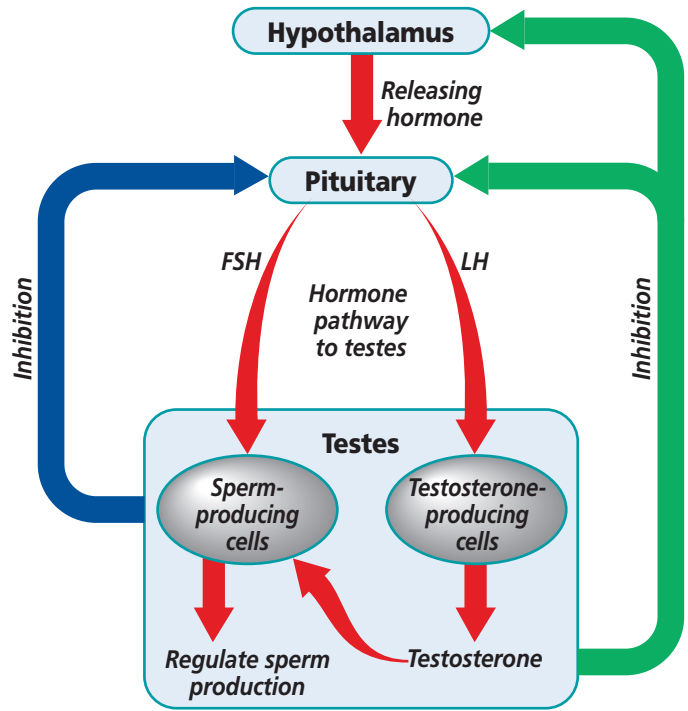 Hypothalamus
Releasing
hormone
Pituitary
FSH
LH
Hormone
pathway
to testes
Inhibition
Inhibition
Testes
Sperm-
producing
cells
Testosterone-
producing
cells
Regulate sperm
production
Testosterone